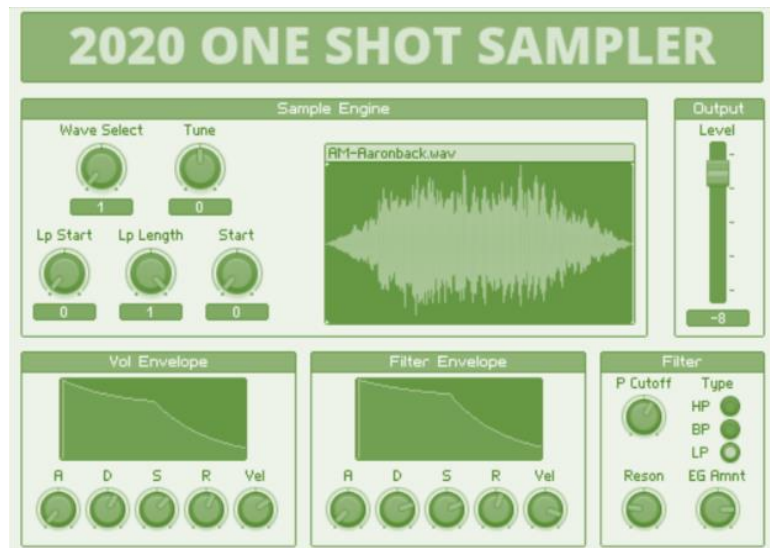 2020 ONE SHOT SAMPLER
Sample Engine
Wave Select Tune
1 0
Lp Start Lp Length Start
0 1 0
AM-Aaronback.wav
Output
Level
-8
Vol Envelope
A D S R Vel
Filter Envelope
A D S R Vel
Filter
P Cutoff Type
HP
BP
LP
Reson EG Amnt